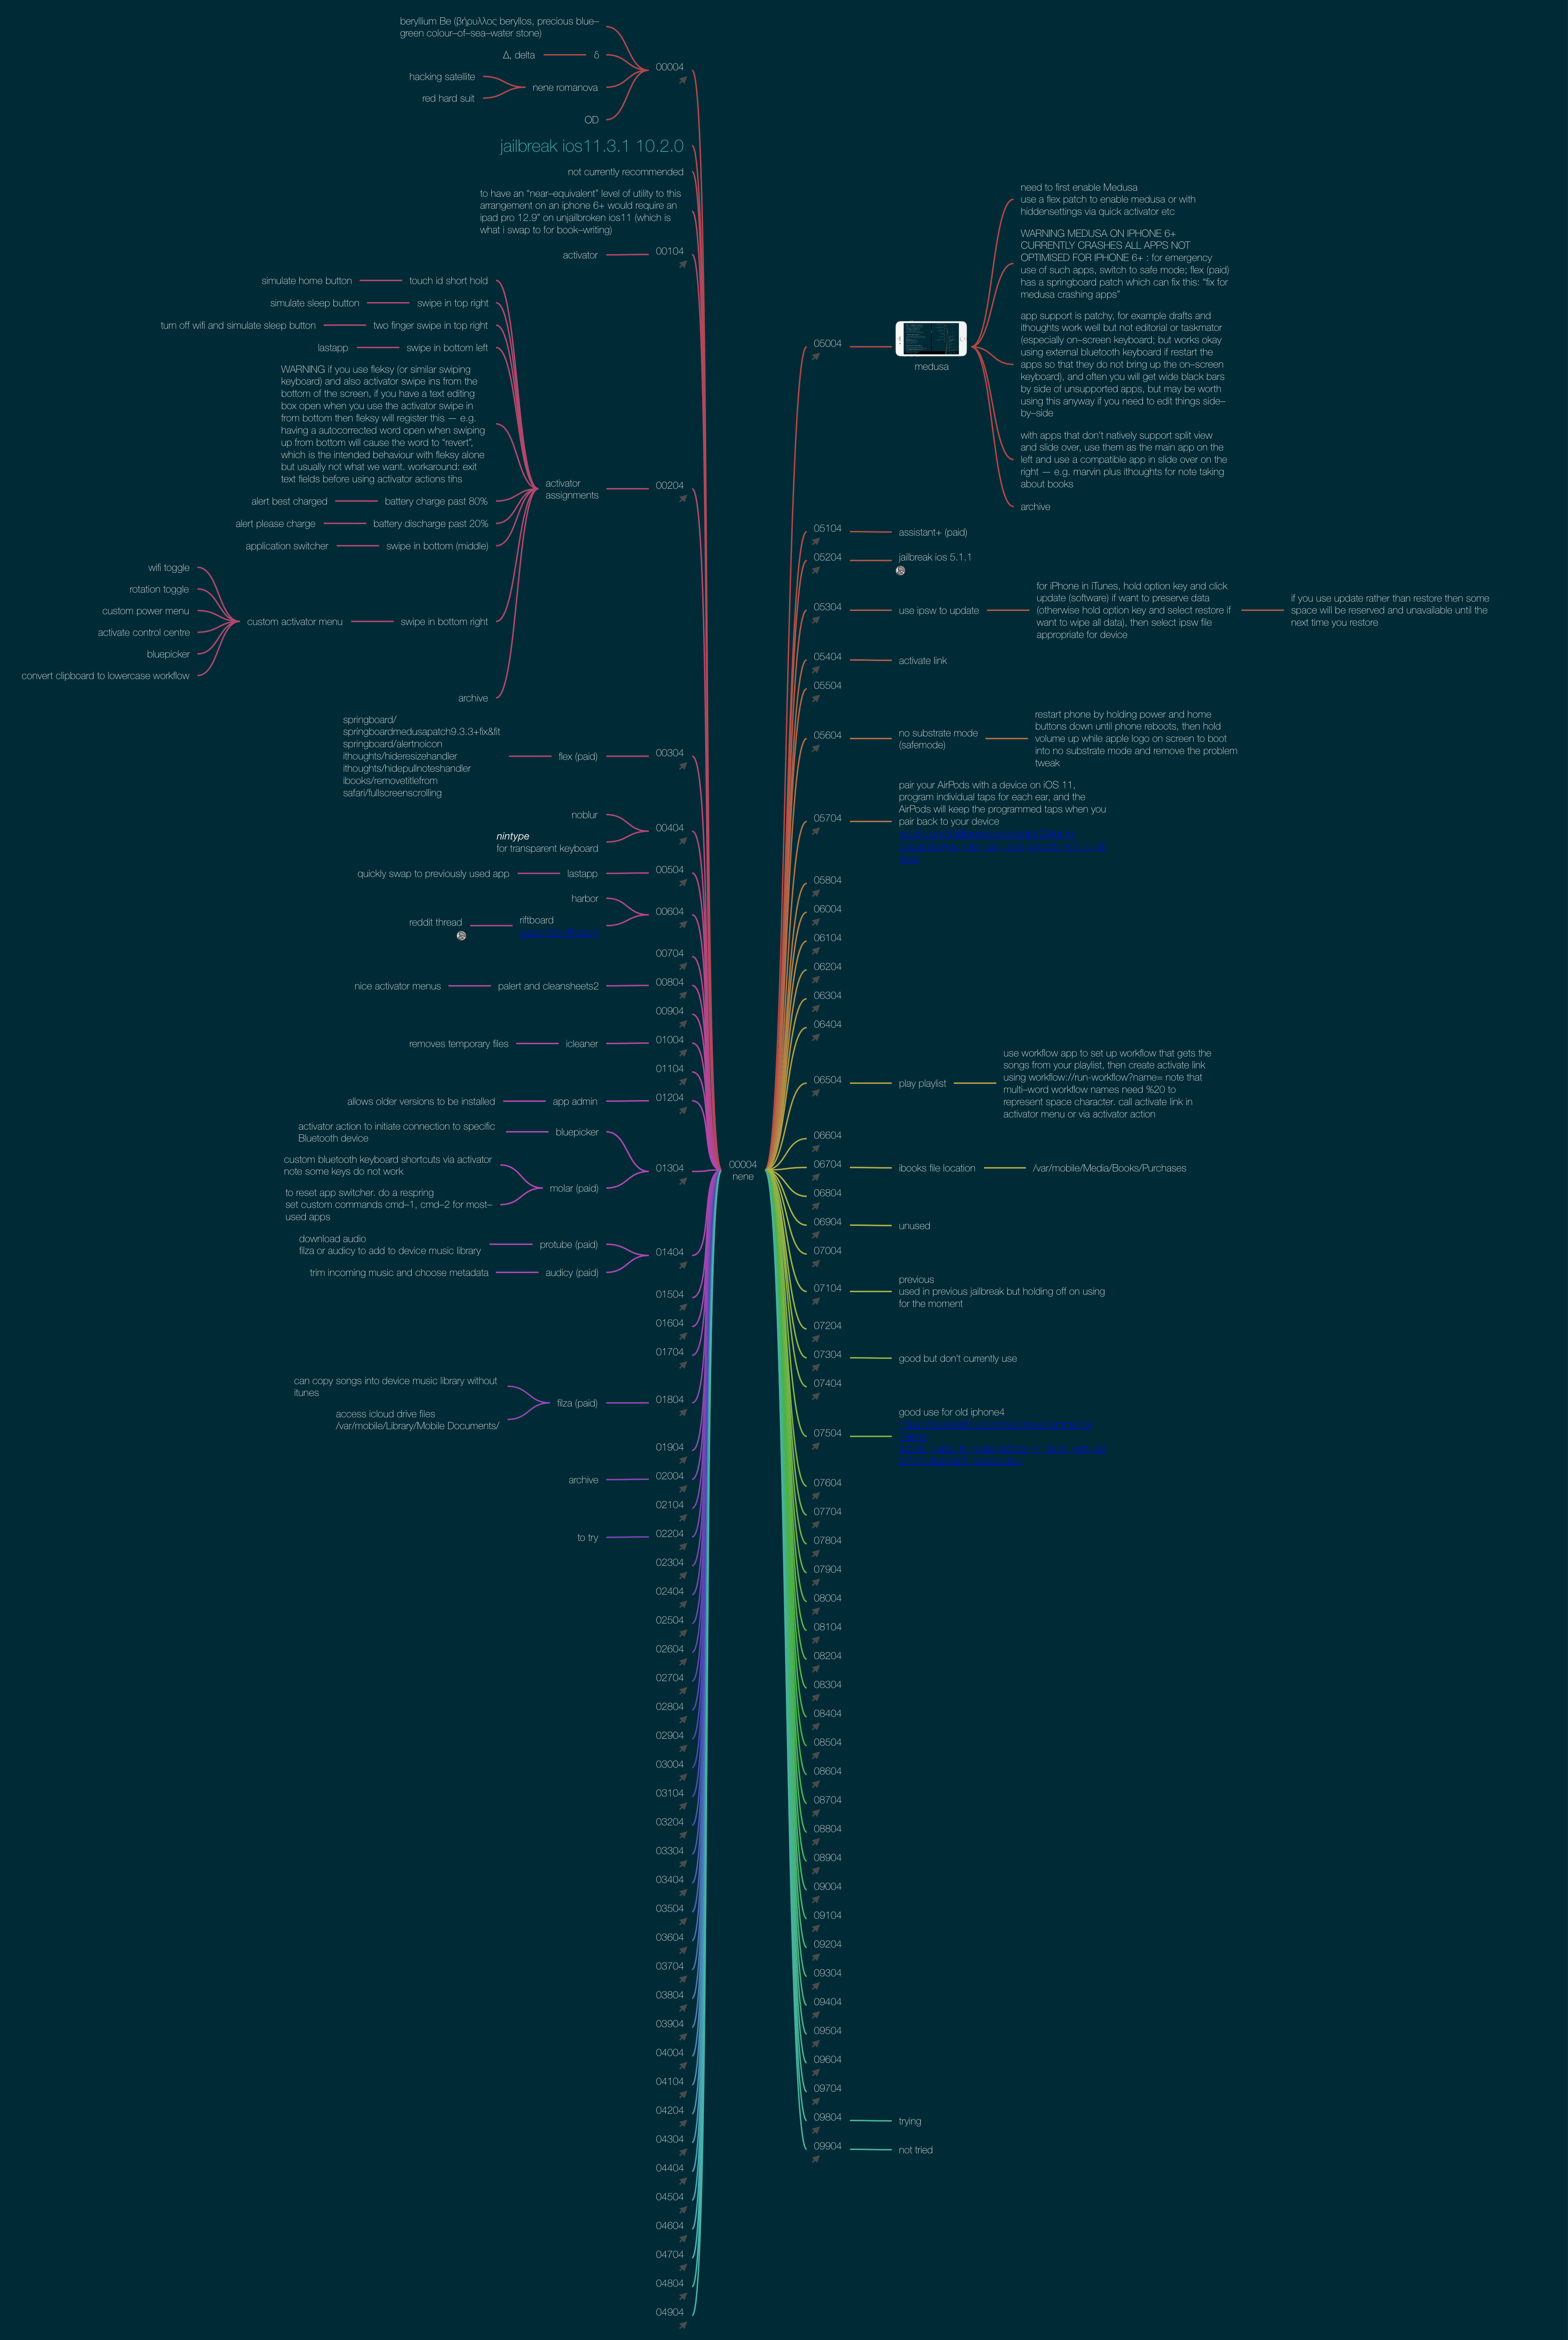 beryllium Be (βήρυλλος beryllos, precious blue–
green colour–of–sea–water stone)
Δ, delta
δ
hacking satellite
red hard suit
nene romanova
OD
00004
jailbreak ios11.3.1 10.2.0
not currently recommended
to have an “near–equivalent” level of utility to this
arrangement on an iphone 6+ would require an
ipad pro 12.9” on unjailbroken ios11 (which is
what i swap to for book–writing)
activator
00104
simulate home button
touch id short hold
simulate sleep button
swipe in top right
turn off wifi and simulate sleep button
two finger swipe in top right
lastapp
swipe in bottom left
WARNING if you use fleksy (or similar swiping
keyboard) and also activator swipe ins from the
bottom of the screen, if you have a text editing
box open when you use the activator swipe in
from bottom then fleksy will register this — e.g.
having a autocorrected word open when swiping
up from bottom will cause the word to “revert”,
which is the intended behaviour with fleksy alone
but usually not what we want. workaround: exit
text fields before using activator actions tihs
activator
assignments
00204
alert best charged
battery charge past 80%
alert please charge
battery discharge past 20%
application switcher
swipe in bottom (middle)
wifi toggle
rotation toggle
custom power menu
activate control centre
bluepicker
convert clipboard to lowercase workflow
custom activator menu
swipe in bottom right
archive
springboard/
springboardmedusapatch9.3.3+fix&fit
springboard/alertnoicon
ithoughts/hideresizehandler
ithoughts/hidepullnoteshandler
ibooks/removetitlefrom
safari/fullscreenscrolling
flex (paid)
00304
noblur
nintype
for transparent keyboard
00404
quickly swap to previously used app
lastapp
00504
harbor
reddit thread
riftboard
00604
00704
nice activator menus
palert and cleansheets2
00804
00904
removes temporary files
icleaner
01004
01104
allows older versions to be installed
app admin
01204
activator action to initiate connection to specific
Bluetooth device
bluepicker
custom bluetooth keyboard shortcuts via activator
note some keys do not work
to reset app switcher. do a respring
set custom commands cmd–1, cmd–2 for most–
used apps
molar (paid)
01304
download audio
filza or audicy to add to device music library
protube (paid)
trim incoming music and choose metadata
audicy (paid)
01404
01504
01604
01704
can copy songs into device music library without
itunes
access icloud drive files
/var/mobile/Library/Mobile Documents/
filza (paid)
01804
01904
archive
02004
02104
to try
02204
02304
02404
02504
02604
02704
02804
02904
03004
03104
03204
03304
03404
03504
03604
03704
03804
03904
04004
04104
04204
04304
04404
04504
04604
04704
04804
04904
00004
nene
05004
medusa
need to first enable Medusa
use a flex patch to enable medusa or with
hiddensettings via quick activator etc
WARNING MEDUSA ON IPHONE 6+
CURRENTLY CRASHES ALL APPS NOT
OPTIMISED FOR IPHONE 6+ : for emergency
use of such apps, switch to safe mode; flex (paid)
has a springboard patch which can fix this: “fix for
medusa crashing apps”
app support is patchy, for example drafts and
ithoughts work well but not editorial or taskmator
(especially on–screen keyboard; but works okay
using external bluetooth keyboard if restart the
apps so that they do not bring up the on–screen
keyboard), and often you will get wide black bars
by side of unsupported apps, but may be worth
using this anyway if you need to edit things side–
by–side
with apps that don’t natively support split view
and slide over, use them as the main app on the
left and use a compatible app in slide over on the
right — e.g. marvin plus ithoughts for note taking
about books
archive
05104
assistant+ (paid)
05204
jailbreak ios 5.1.1
05304
use ipsw to update
for iPhone in iTunes, hold option key and click
update (software) if want to preserve data
(otherwise hold option key and select restore if
want to wipe all data), then select ipsw file
appropriate for device
if you use update rather than restore then some
space will be reserved and unavailable until the
next time you restore
05404
activate link
05504
05604
no substrate mode
(safemode)
restart phone by holding power and home
buttons down until phone reboots, then hold
volume up while apple logo on screen to boot
into no substrate mode and remove the problem
tweak
05704
pair your AirPods with a device on iOS 11,
program individual taps for each ear, and the
AirPods will keep the programmed taps when you
pair back to your device
05804
06004
06104
06204
06304
06404
06504
play playlist
use workflow app to set up workflow that gets the
songs from your playlist, then create activate link
using workflow://run-workflow?name= note that
multi–word workflow names need %20 to
represent space character. call activate link in
activator menu or via activator action
06604
06704
ibooks file location
/var/mobile/Media/Books/Purchases
06804
06904
unused
07004
07104
previous
used in previous jailbreak but holding off on using
for the moment
07204
07304
good but don’t currently use
07404
07504
good use for old iphone4
07604
07704
07804
07904
08004
08104
08204
08304
08404
08504
08604
08704
08804
08904
09004
09104
09204
09304
09404
09504
09604
09704
09804
trying
09904
not tried